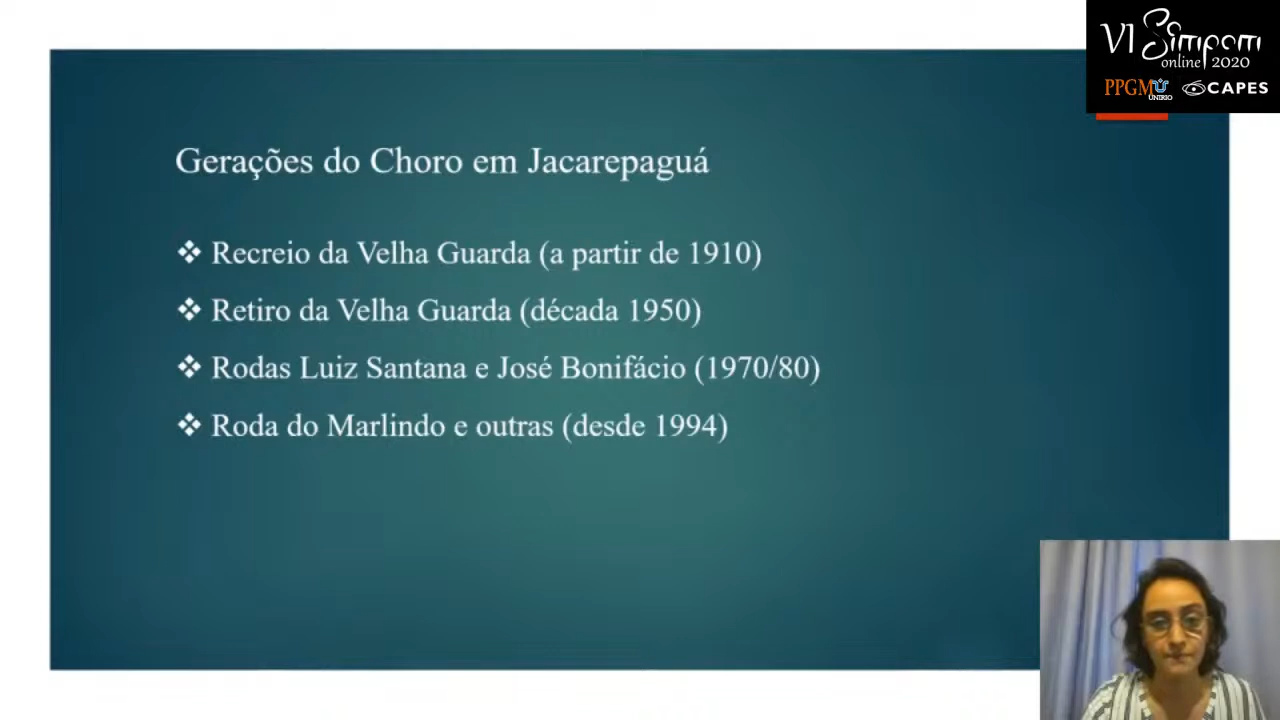 VI Simpom
online 2020
PPGM UNIRIO CAPES
Gerações do Choro em Jacarepaguá
❖ Recreio da Velha Guarda (a partir de 1910)
❖ Retiro da Velha Guarda (década 1950)
❖ Rodas Luiz Santana e José Bonifácio (1970/80)
❖ Roda do Marlindo e outras (desde 1994)